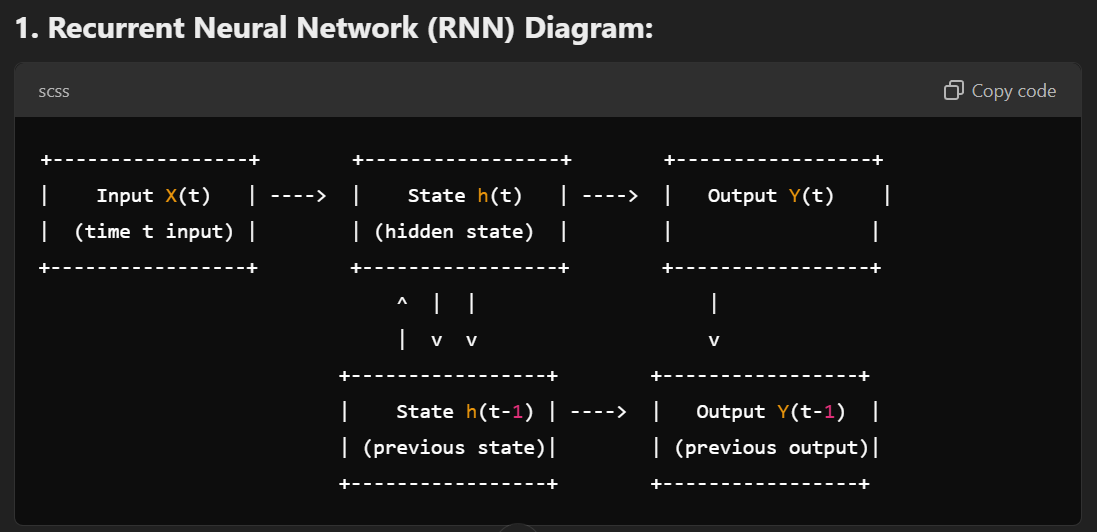 1. Recurrent Neural Network (RNN) Diagram:
scss
Copy code
+-----------------+        +-----------------+        +-----------------+
|    Input X(t)   | ---->  |    State h(t)   | ---->  |   Output Y(t)    |
|  (time t input) |        | (hidden state)  |        |                 |
+-----------------+        +-----------------+        +-----------------+
                               ^  |  |                    |
                               |  v  v                    v
                          +-----------------+        +-----------------+
                          |    State h(t-1) | ---->  |   Output Y(t-1)  |
                          | (previous state)|        | (previous output)|
                          +-----------------+        +-----------------+